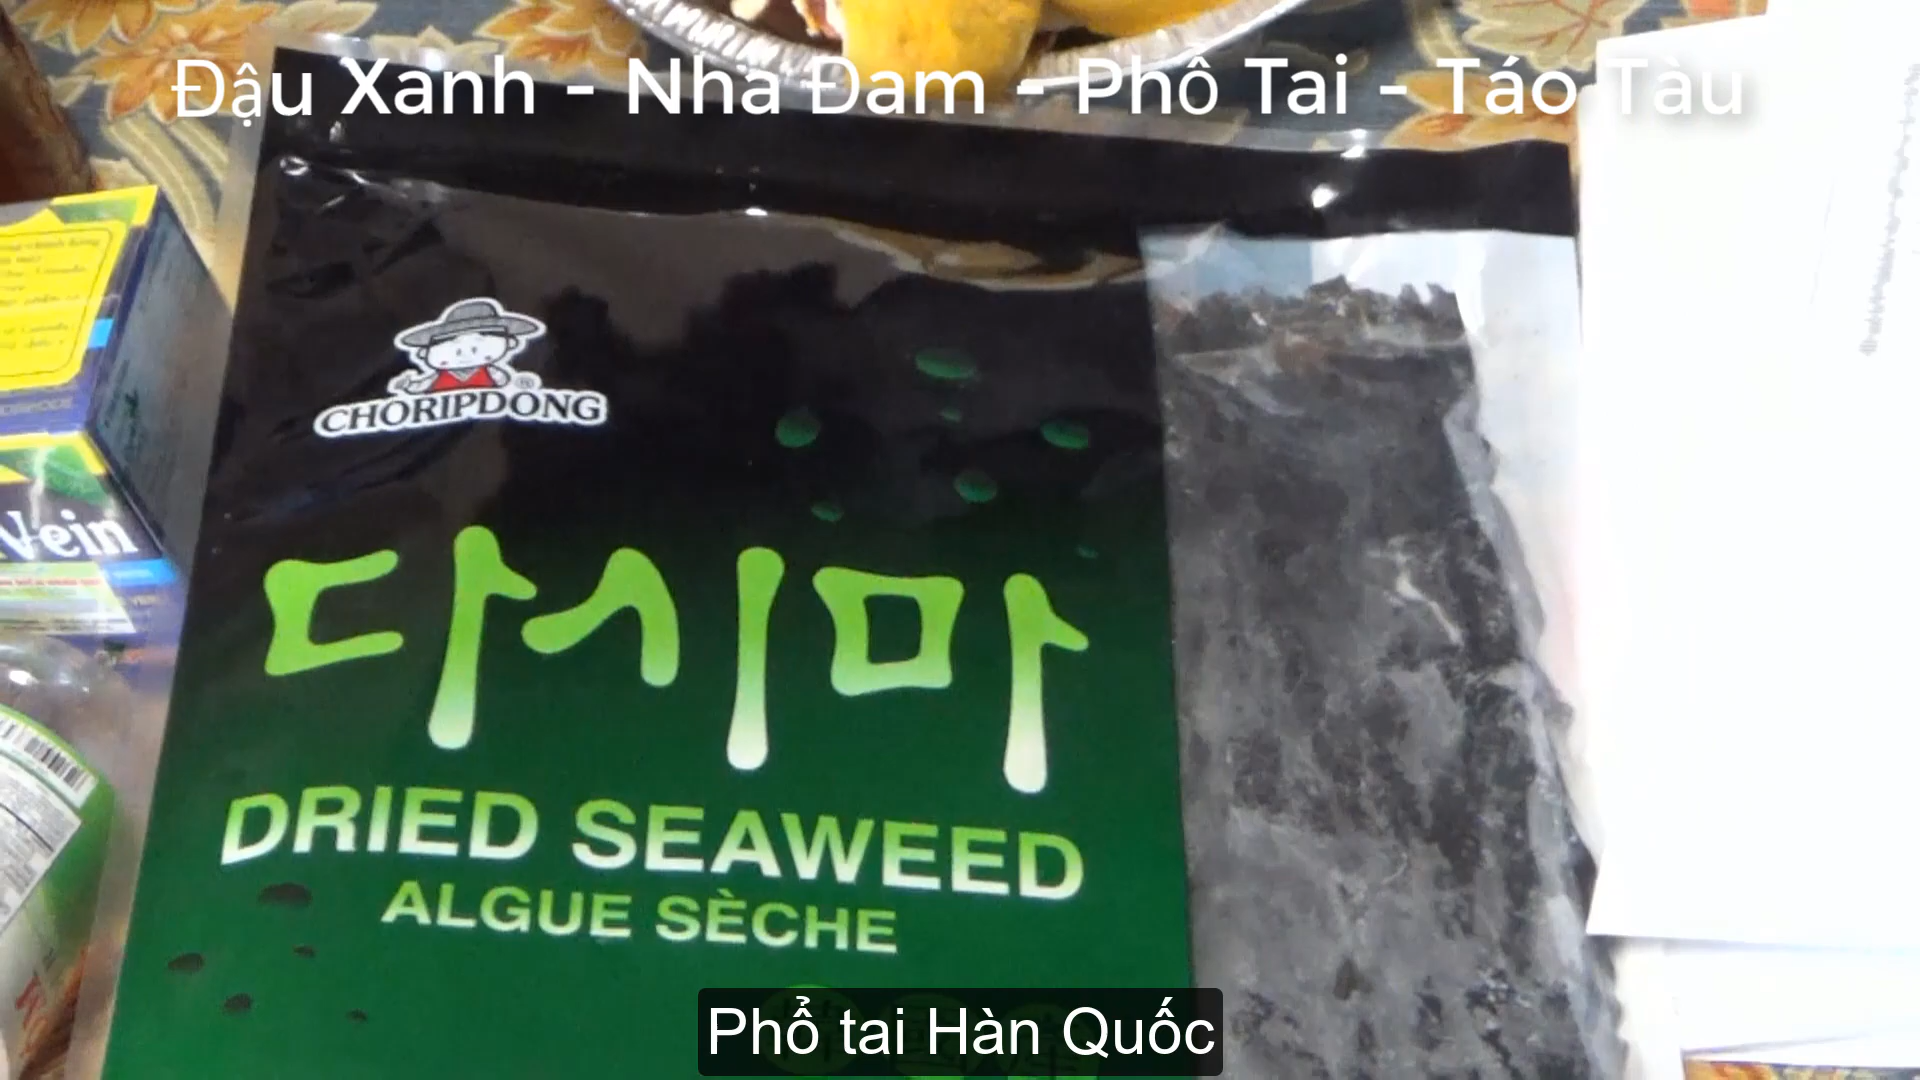 Đậu Xanh - Nha Đam - Phổ Tai - Táo Tàu
CHORIPDONG
다시마
DRIED SEAWEED
ALGUE SÈCHE
Vein
Phổ tai Hàn Quốc